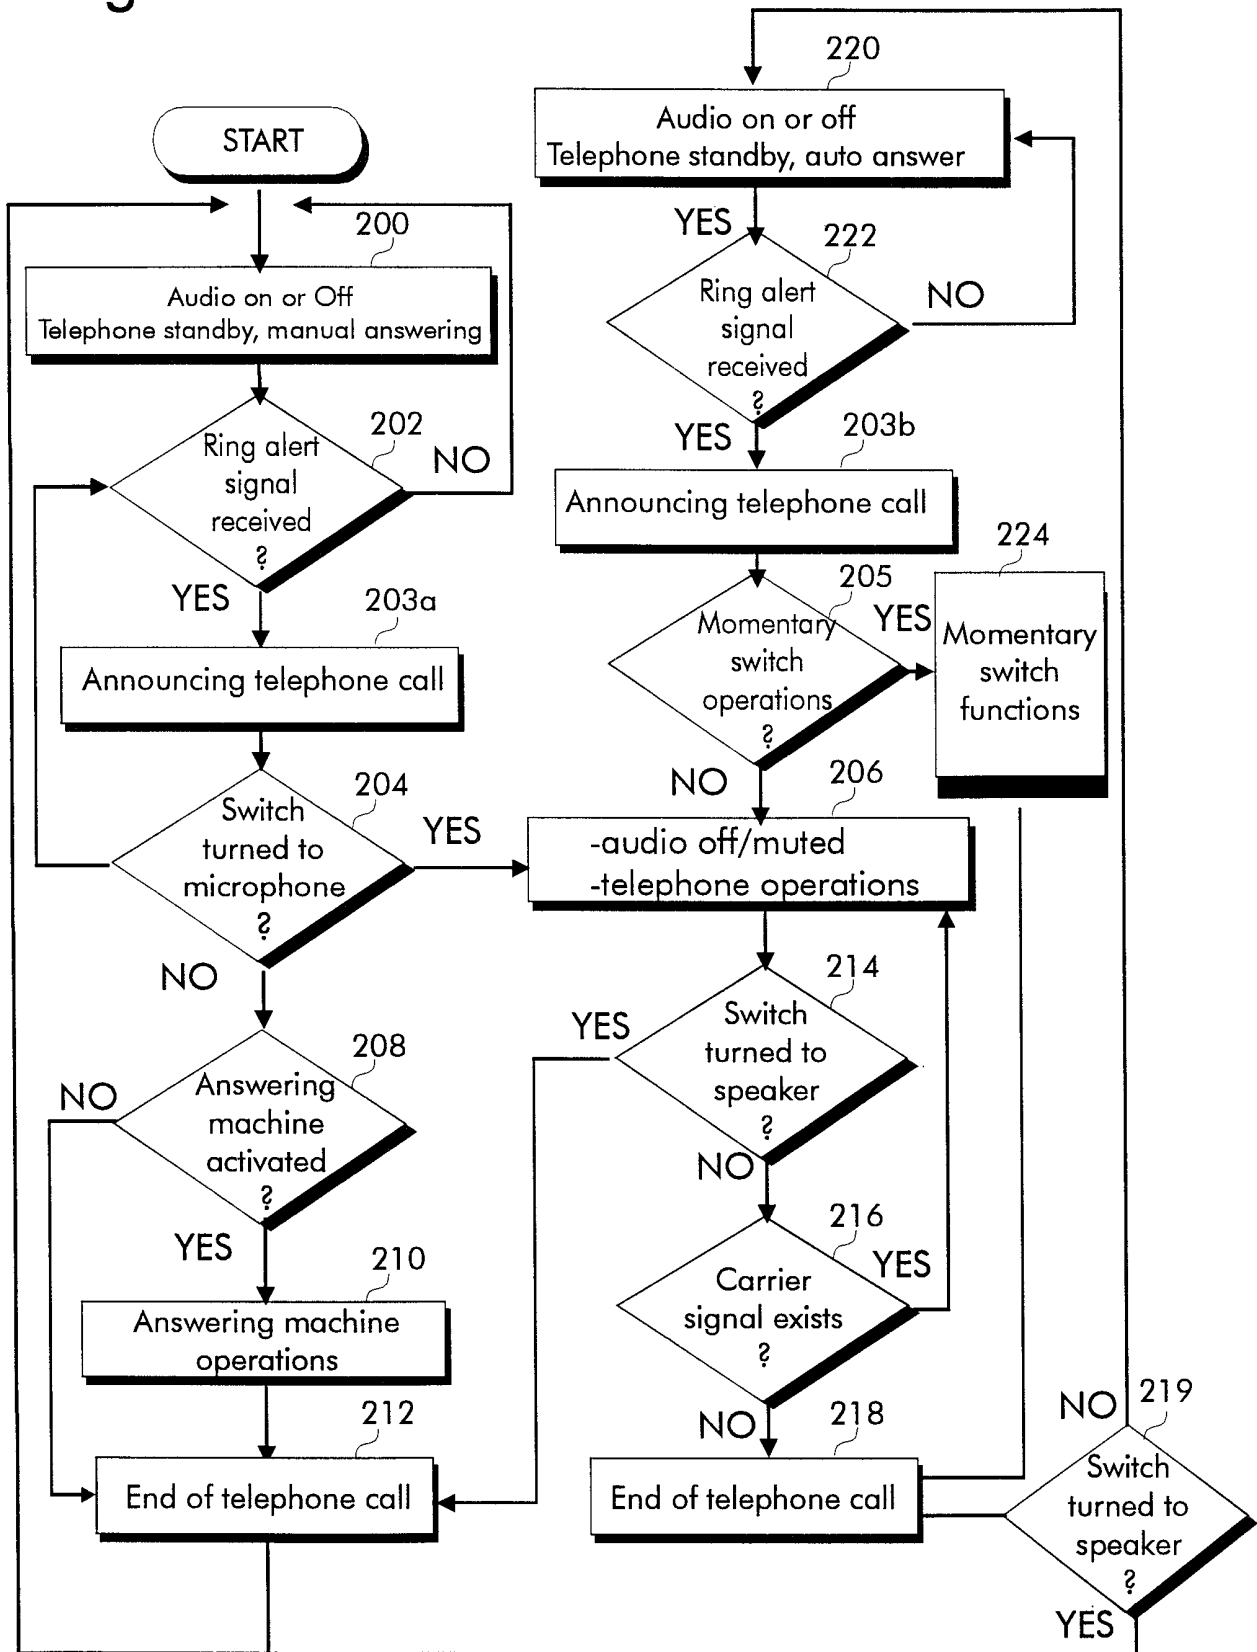 START
200
Audio on or Off
Telephone standby, manual answering
202
Ring alert
signal
received
?
NO
YES
203a
Announcing telephone call
204
Switch
turned to
microphone
?
YES
NO
208
Answering
machine
activated
?
NO
YES
210
Answering machine
operations
212
End of telephone call
220
Audio on or off
Telephone standby, auto answer
YES
222
Ring alert
signal
received
?
NO
YES
203b
Announcing telephone call
205
Momentary
switch
operations
?
YES
224
Momentary
switch
functions
NO
206
-audio off/muted
-telephone operations
214
Switch
turned to
speaker
?
YES
NO
216
Carrier
signal exists
?
YES
NO
218
End of telephone call
219
NO
Switch
turned to
speaker
?
YES